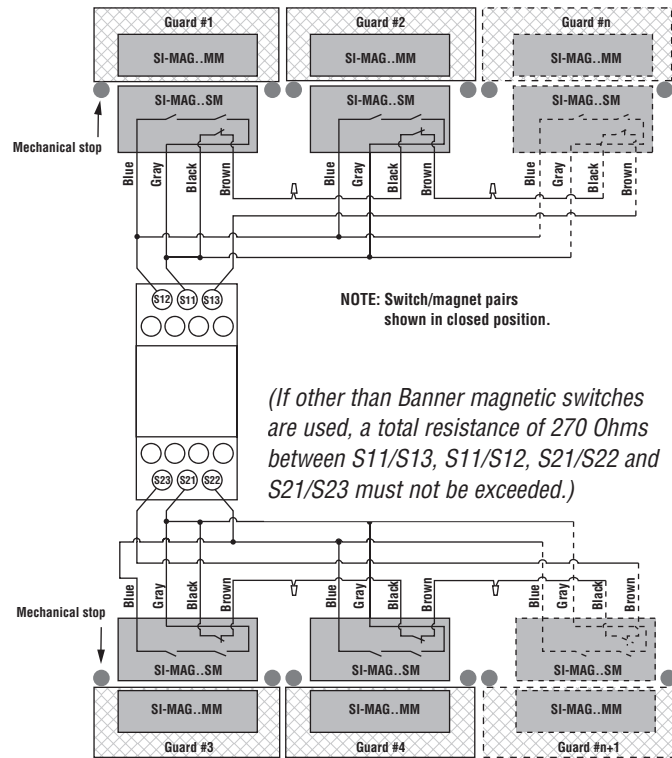 Guard #1
Guard #2
Guard #n
SI-MAG..MM
SI-MAG..MM
SI-MAG..MM
SI-MAG..SM
SI-MAG..SM
SI-MAG..SM
Mechanical stop
Blue
Gray
Black
Brown
Blue
Gray
Black
Brown
Blue
Gray
Black
Brown
S12
S11
S13
NOTE: Switch/magnet pairs
shown in closed position.
(If other than Banner magnetic switches
are used, a total resistance of 270 Ohms
between S11/S13, S11/S12, S21/S22 and
S21/S23 must not be exceeded.)
S23
S21
S22
Blue
Gray
Black
Brown
Blue
Gray
Black
Brown
Blue
Gray
Black
Brown
Mechanical stop
SI-MAG..SM
SI-MAG..SM
SI-MAG..SM
SI-MAG..MM
SI-MAG..MM
SI-MAG..MM
Guard #3
Guard #4
Guard #n+1